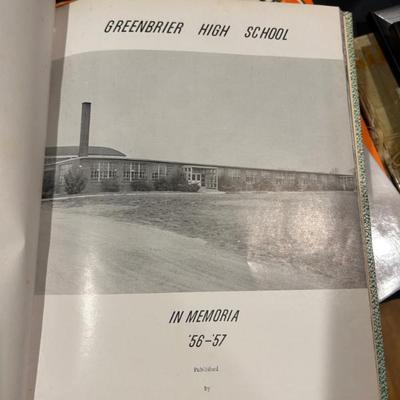 GREENBRIER HIGH SCHOOL
IN MEMORIA
'56-'57
Published
by